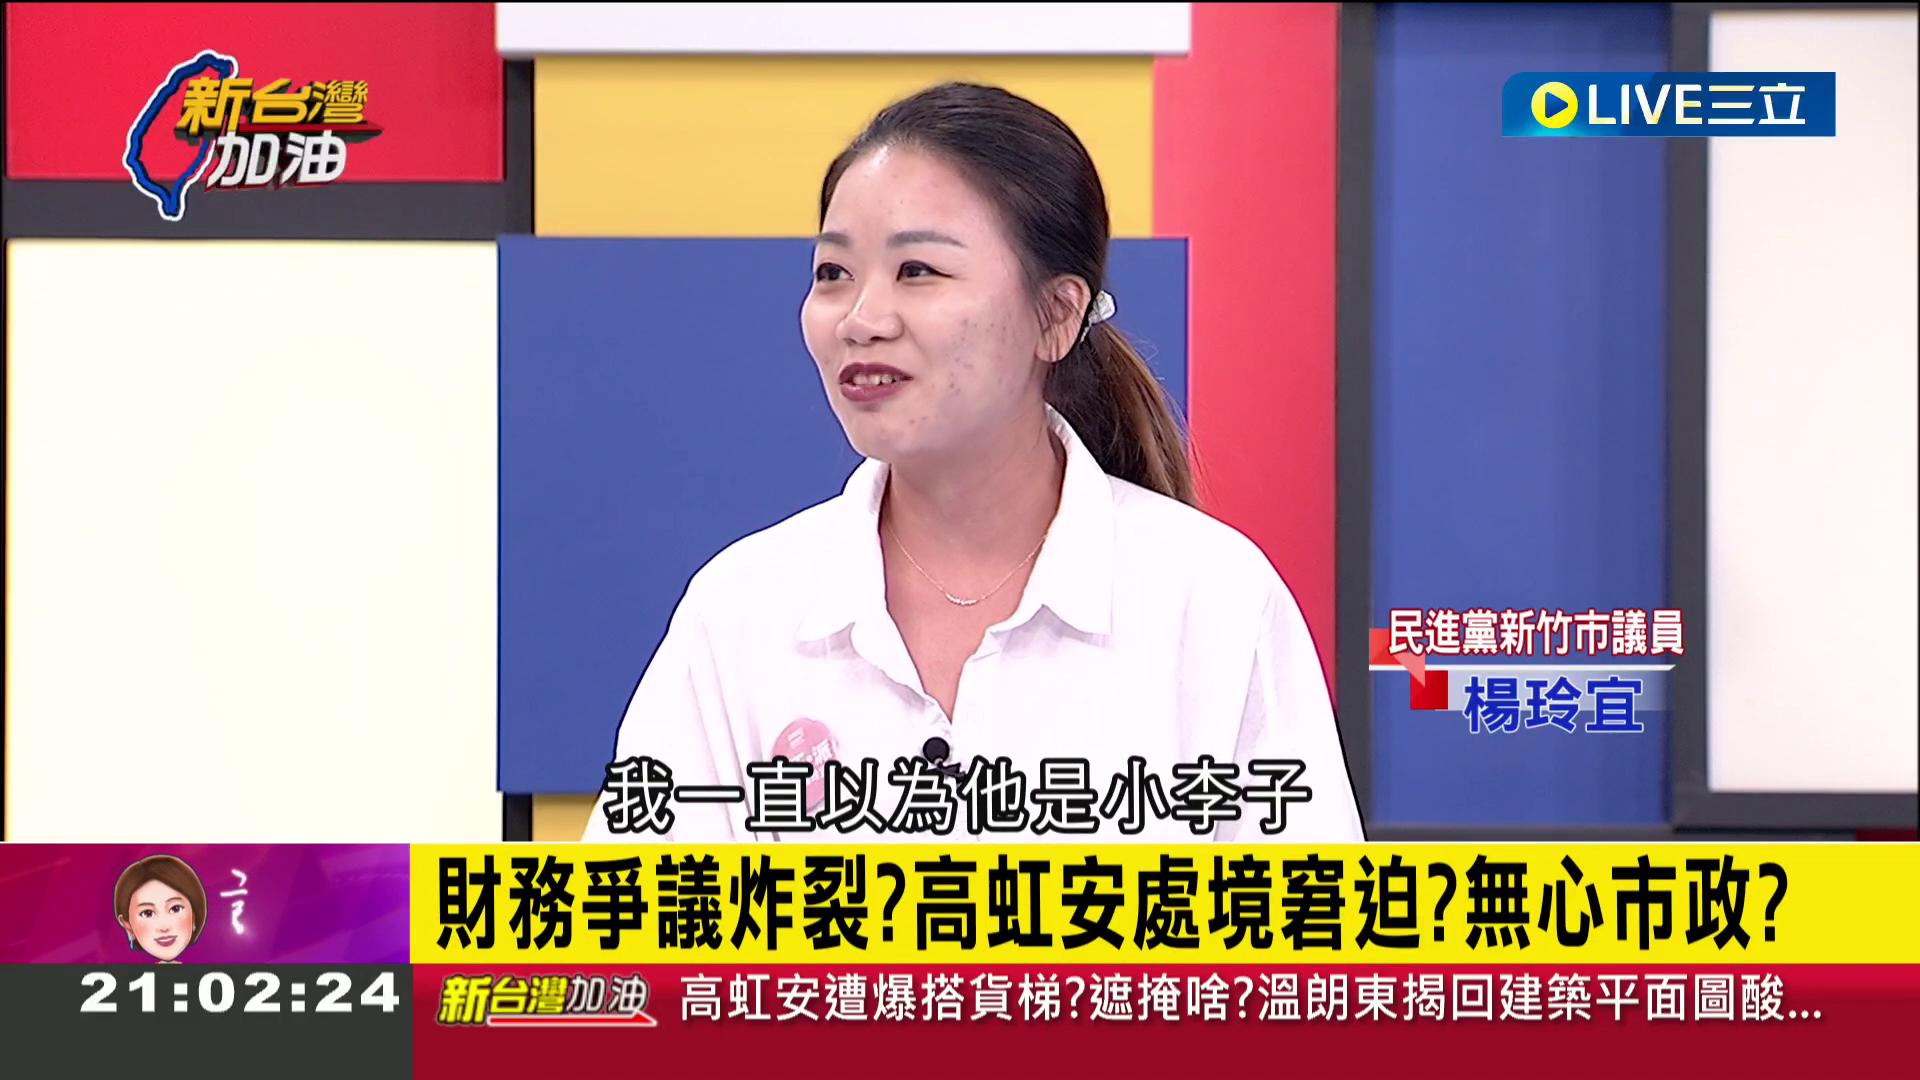 新台灣
加油
LIVE三立
民進黨新竹市議員
楊玲宜
我一直以為他是小李子
財務爭議炸裂?高虹安處境窘迫?無心市政?
21:02:24
新台灣加油
高虹安遭爆搭貨梯?遮掩啥?溫朗東揭回建築平面圖酸...